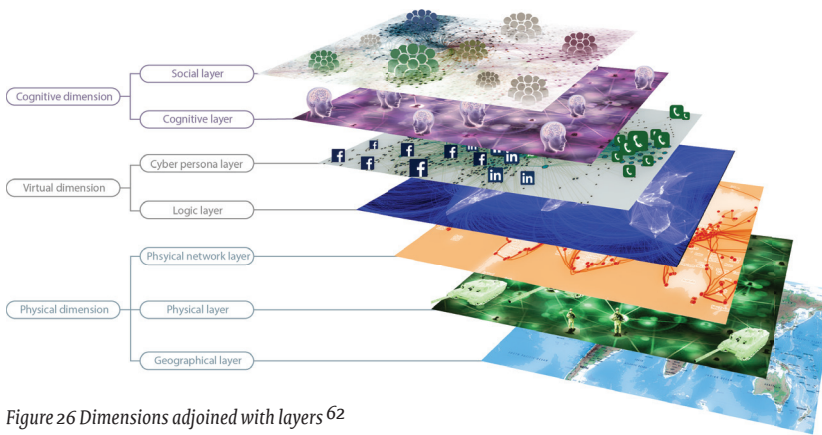 Social layer
Cognitive dimension
Cognitive layer
Cyber persona layer
Virtual dimension
Logic layer
Phsyical network layer
Physical dimension
Physical layer
Geographical layer
Figure 26 Dimensions adjoined with layers 62